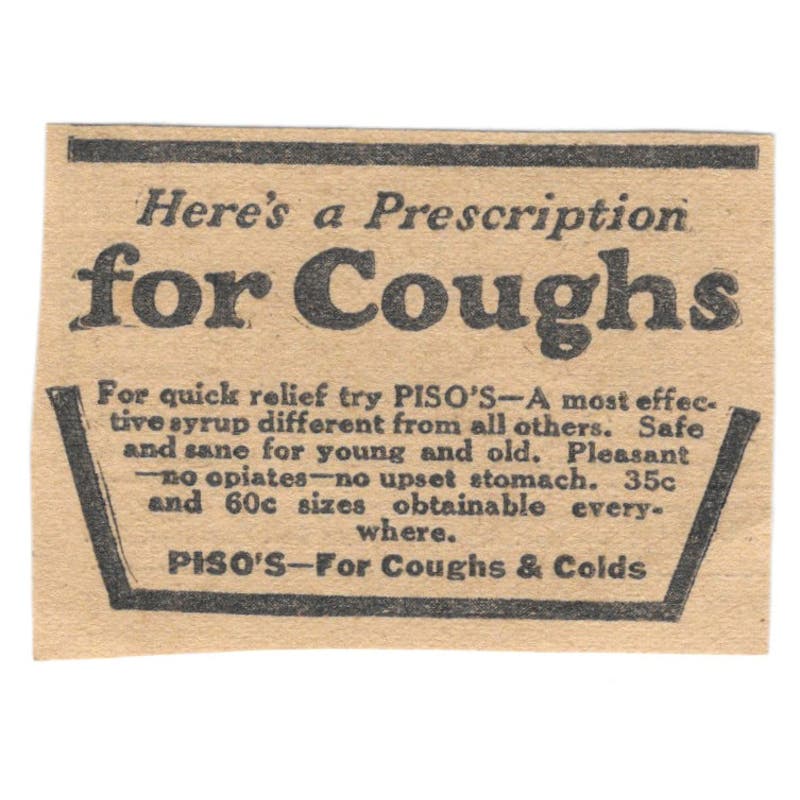 Here's a Prescription
for Coughs
For quick relief try PISO'S—A most effec-
tive syrup different from all others. Safe
and sane for young and old. Pleasant
—no opiates—no upset stomach. 35c
and 60c sizes obtainable every-
where.
PISO'S—For Coughs & Colds